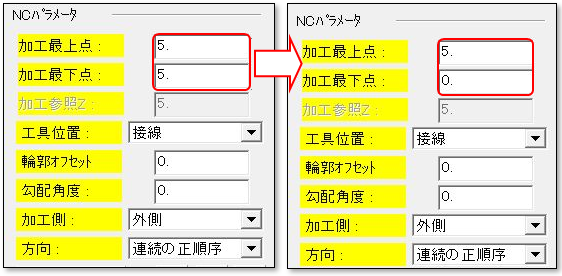 NCパラメータ
加工最上点： 5.
加工最下点： 5.
加工参照Z： 5.
工具位置： 接線
輪郭オフセット 0.
勾配角度： 0.
加工側： 外側
方向： 連続の正順序
NCパラメータ
加工最上点： 5.
加工最下点： 0.
加工参照Z： 5.
工具位置： 接線
輪郭オフセット 0.
勾配角度： 0.
加工側： 外側
方向： 連続の正順序